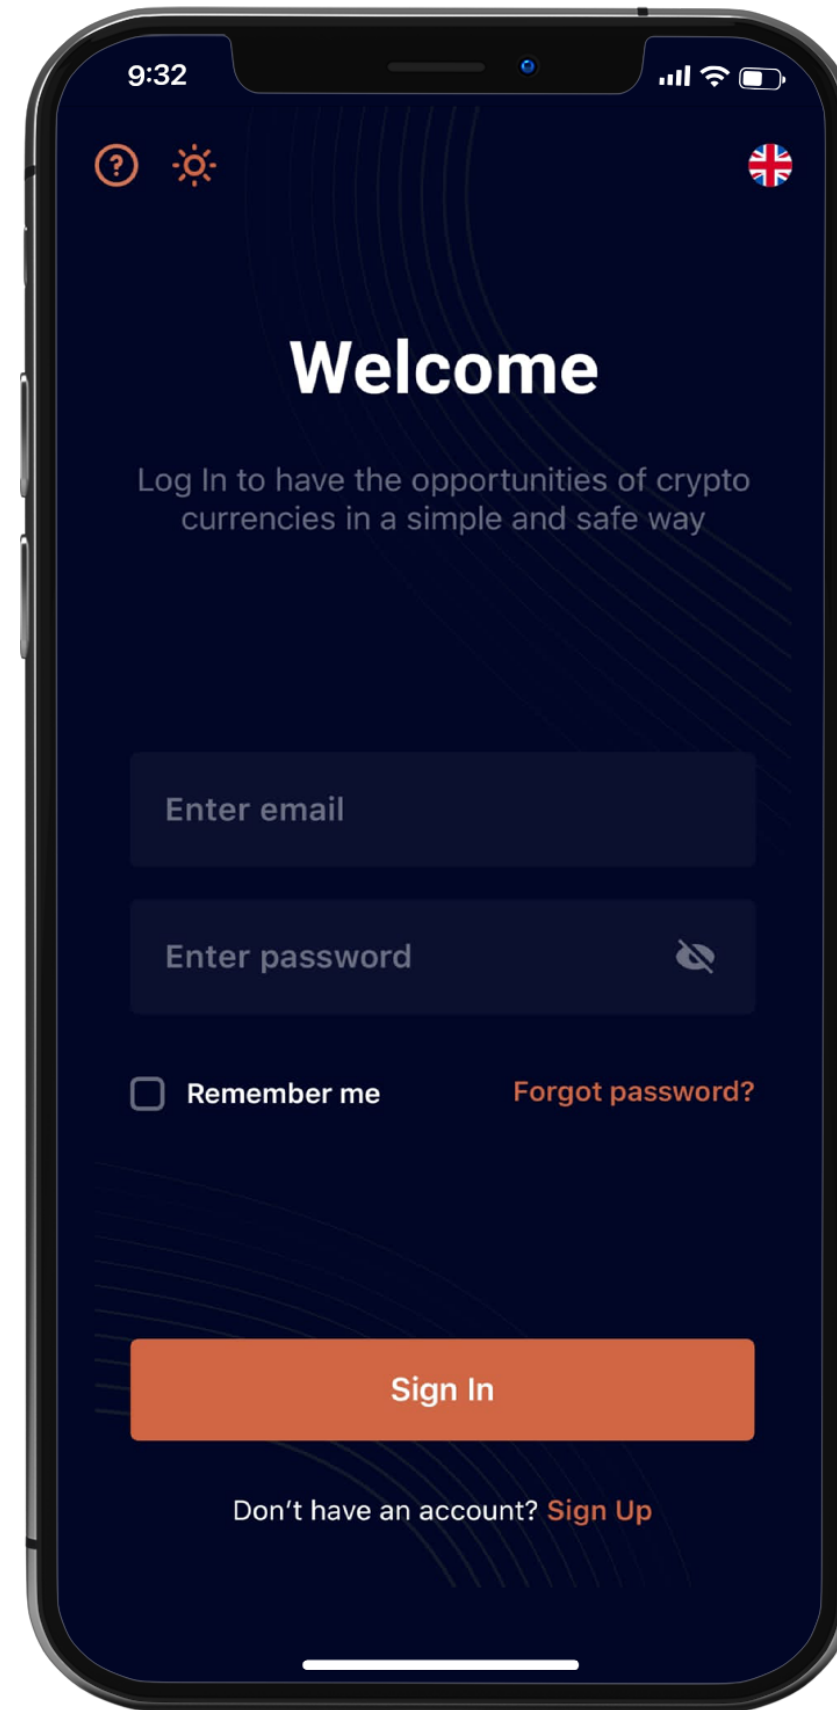 9:32
?
Welcome
Log In to have the opportunities of crypto
currencies in a simple and safe way
Enter email
Enter password
Remember me
Forgot password?
Sign In
Don't have an account? Sign Up